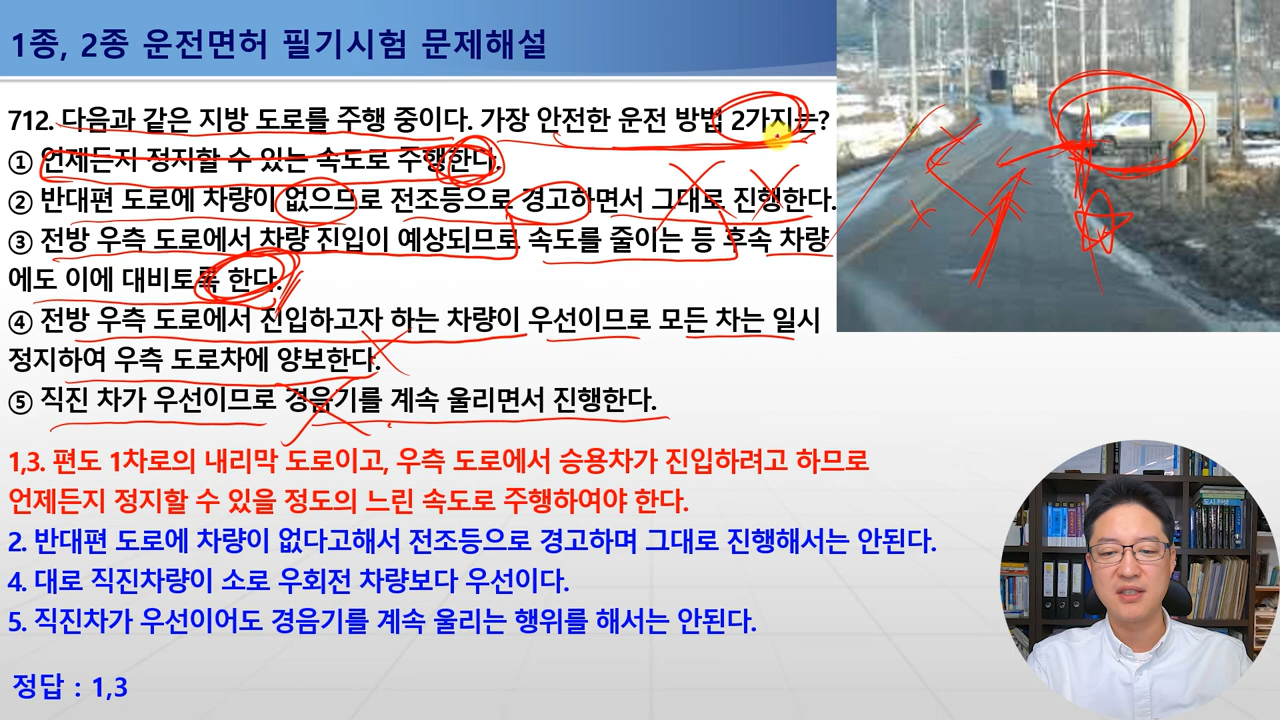 1종, 2종 운전면허 필기시험 문제해설
712. 다음과 같은 지방 도로를 주행 중이다. 가장 안전한 운전 방법 2가지는?
① 언제든지 정지할 수 있는 속도로 주행한다.
② 반대편 도로에 차량이 없으므로 전조등으로 경고하면서 그대로 진행한다.
③ 전방 우측 도로에서 차량 진입이 예상되므로 속도를 줄이는 등 후속 차량
에도 이에 대비토록 한다.
④ 전방 우측 도로에서 진입하고자 하는 차량이 우선이므로 모든 차는 일시
정지하여 우측 도로차에 양보한다.
⑤ 직진 차가 우선이므로 경음기를 계속 울리면서 진행한다.
1,3. 편도 1차로의 내리막 도로이고, 우측 도로에서 승용차가 진입하려고 하므로
언제든지 정지할 수 있을 정도의 느린 속도로 주행하여야 한다.
2. 반대편 도로에 차량이 없다고해서 전조등으로 경고하며 그대로 진행해서는 안된다.
4. 대로 직진차량이 소로 우회전 차량보다 우선이다.
5. 직진차가 우선이어도 경음기를 계속 울리는 행위를 해서는 안된다.
정답 : 1,3